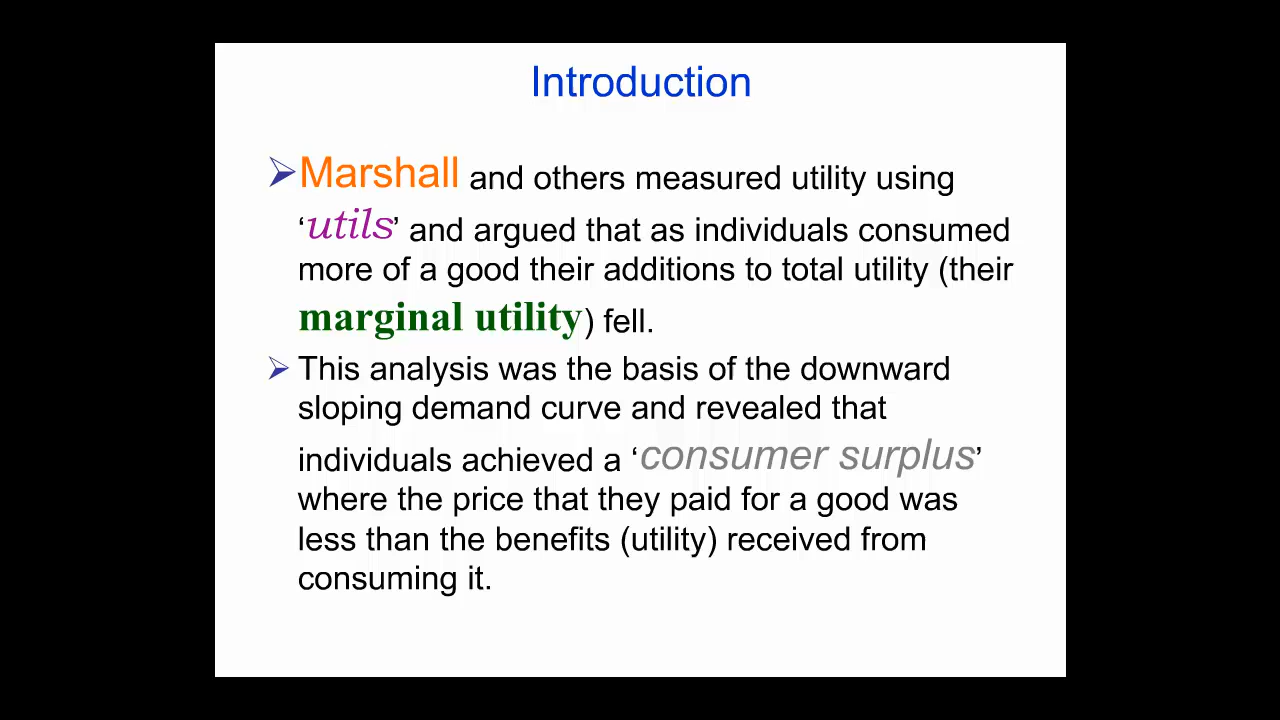 Introduction
➢Marshall and others measured utility using
‘utils’ and argued that as individuals consumed
more of a good their additions to total utility (their
marginal utility) fell.
➢ This analysis was the basis of the downward
sloping demand curve and revealed that
individuals achieved a ‘consumer surplus’
where the price that they paid for a good was
less than the benefits (utility) received from
consuming it.